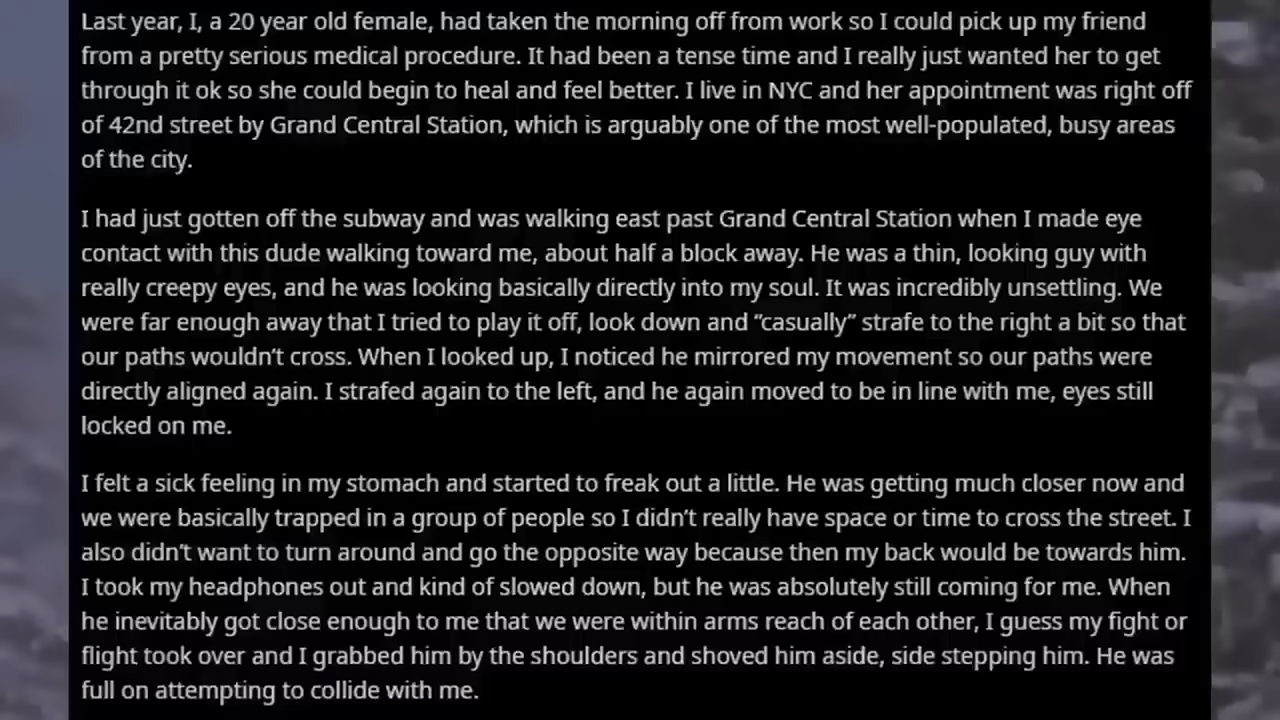 Last year, I, a 20 year old female, had taken the morning off from work so I could pick up my friend
from a pretty serious medical procedure. It had been a tense time and I really just wanted her to get
through it ok so she could begin to heal and feel better. I live in NYC and her appointment was right off
of 42nd street by Grand Central Station, which is arguably one of the most well-populated, busy areas
of the city.
I had just gotten off the subway and was walking east past Grand Central Station when I made eye
contact with this dude walking toward me, about half a block away. He was a thin, looking guy with
really creepy eyes, and he was looking basically directly into my soul. It was incredibly unsettling. We
were far enough away that I tried to play it off, look down and “casually” strafe to the right a bit so that
our paths wouldn’t cross. When I looked up, I noticed he mirrored my movement so our paths were
directly aligned again. I strafed again to the left, and he again moved to be in line with me, eyes still
locked on me.
I felt a sick feeling in my stomach and started to freak out a little. He was getting much closer now and
we were basically trapped in a group of people so I didn’t really have space or time to cross the street. I
also didn’t want to turn around and go the opposite way because then my back would be towards him.
I took my headphones out and kind of slowed down, but he was absolutely still coming for me. When
he inevitably got close enough to me that we were within arms reach of each other, I guess my fight or
flight took over and I grabbed him by the shoulders and shoved him aside, side stepping him. He was
full on attempting to collide with me.